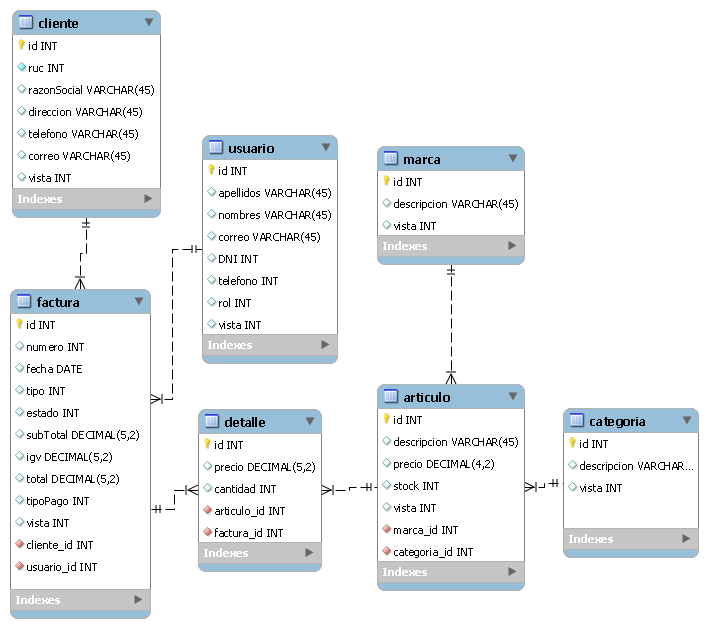 cliente
id INT
ruc INT
razonSocial VARCHAR(45)
direccion VARCHAR(45)
telefono VARCHAR(45)
correo VARCHAR(45)
vista INT
Indexes
usuario
id INT
apellidos VARCHAR(45)
nombres VARCHAR(45)
correo VARCHAR(45)
DNI INT
telefono INT
rol INT
vista INT
Indexes
marca
id INT
descripcion VARCHAR(45)
vista INT
Indexes
factura
id INT
numero INT
fecha DATE
tipo INT
estado INT
subTotal DECIMAL(5,2)
igv DECIMAL(5,2)
total DECIMAL(5,2)
tipoPago INT
vista INT
cliente_id INT
usuario_id INT
Indexes
detalle
id INT
precio DECIMAL(5,2)
cantidad INT
articulo_id INT
factura_id INT
Indexes
articulo
id INT
descripcion VARCHAR(45)
precio DECIMAL(4,2)
stock INT
vista INT
marca_id INT
categoria_id INT
Indexes
categoria
id INT
descripcion VARCHAR...
vista INT
Indexes